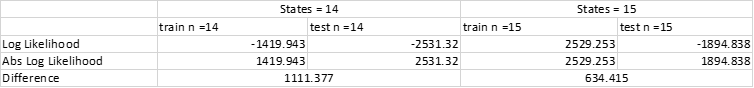 States = 14 States = 15
train n =14 test n =14 train n =15 test n =15
Log Likelihood -1419.943 -2531.32 2529.253 -1894.838
Abs Log Likelihood 1419.943 2531.32 2529.253 1894.838
Difference 1111.377 634.415